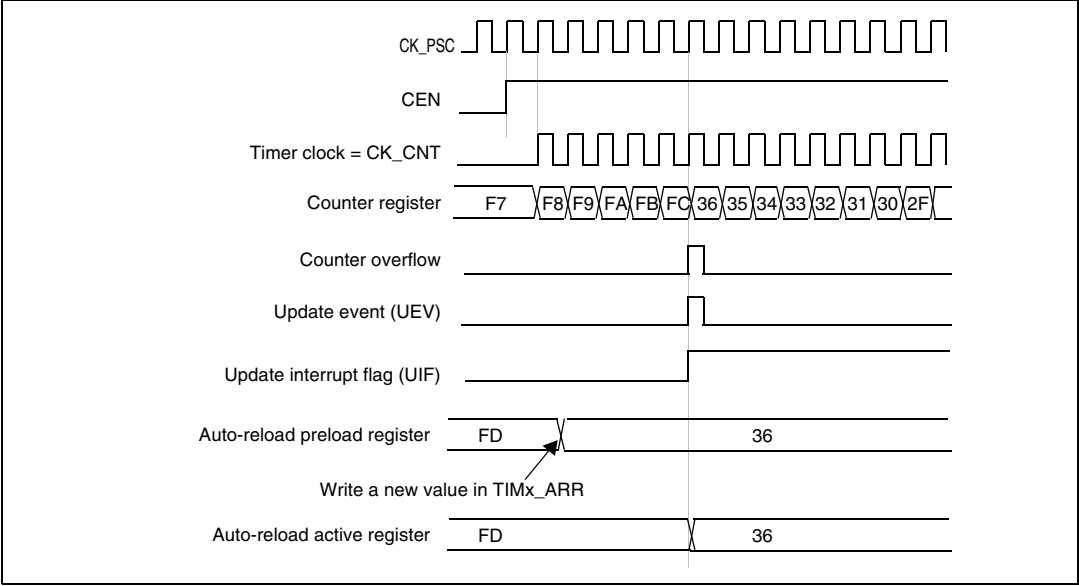 CK_PSC
CEN
Timer clock = CK_CNT
Counter register F7 F8 F9 FA FB FC 36 35 34 33 32 31 30 2F
Counter overflow
Update event (UEV)
Update interrupt flag (UIF)
Auto-reload preload register FD 36
Write a new value in TIMx_ARR
Auto-reload active register FD 36